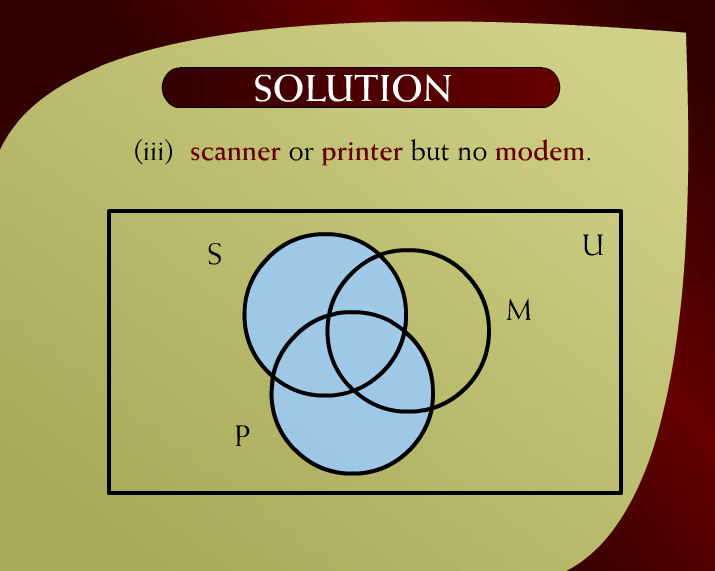 SOLUTION
(iii) scanner or printer but no modem.
S
U
M
P